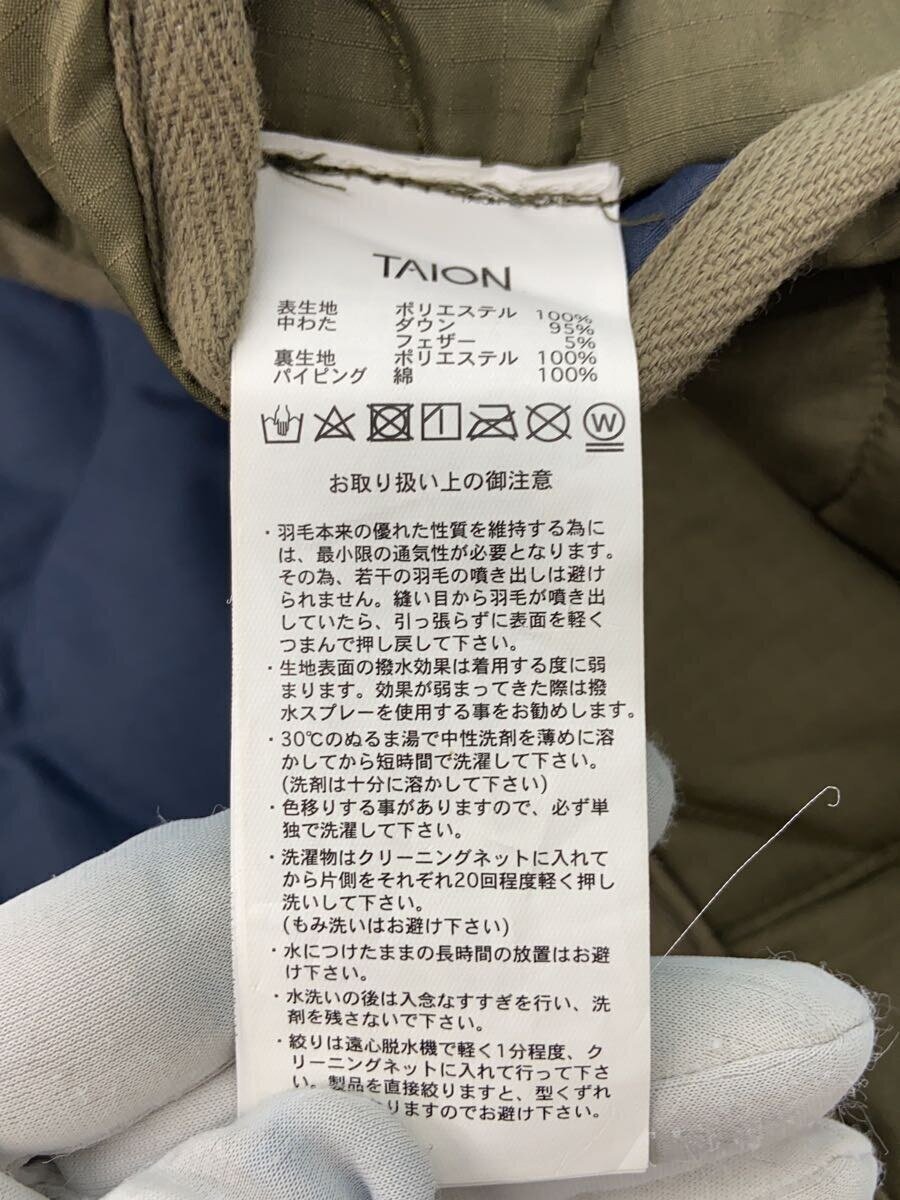 TAION
表生地 ポリエステル 100%
中わた ダウン 95%
フェザー 5%
裏生地 ポリエステル 100%
パイピング 綿 100%
W
お取り扱い上の御注意
・羽毛本来の優れた性質を維持する為に
は、最小限の通気性が必要となります。
その為、若干の羽毛の噴き出しは避け
られません。縫い目から羽毛が噴き出
していたら、引っ張らずに表面を軽く
つまんで押し戻して下さい。
・生地表面の撥水効果は着用する度に弱
まります。効果が弱まってきた際は撥
水スプレーを使用する事をお勧めします。
・30℃のぬるま湯で中性洗剤を薄めに溶
かしてから短時間で洗濯して下さい。
(洗剤は十分に溶かして下さい)
・色移りする事がありますので、必ず単
独で洗濯して下さい。
・洗濯物はクリーニングネットに入れて
から片側をそれぞれ20回程度軽く押し
洗いして下さい。
(もみ洗いはお避け下さい)
・水につけたままの長時間の放置はお避
け下さい。
・水洗いの後は入念なすすぎを行い、洗
剤を残さないで下さい。
・絞りは遠心脱水機で軽く1分程度、ク
リーニングネットに入れて行って下さ
い。製品を直接絞りますと、型くずれ
りますのでお避け下さい。